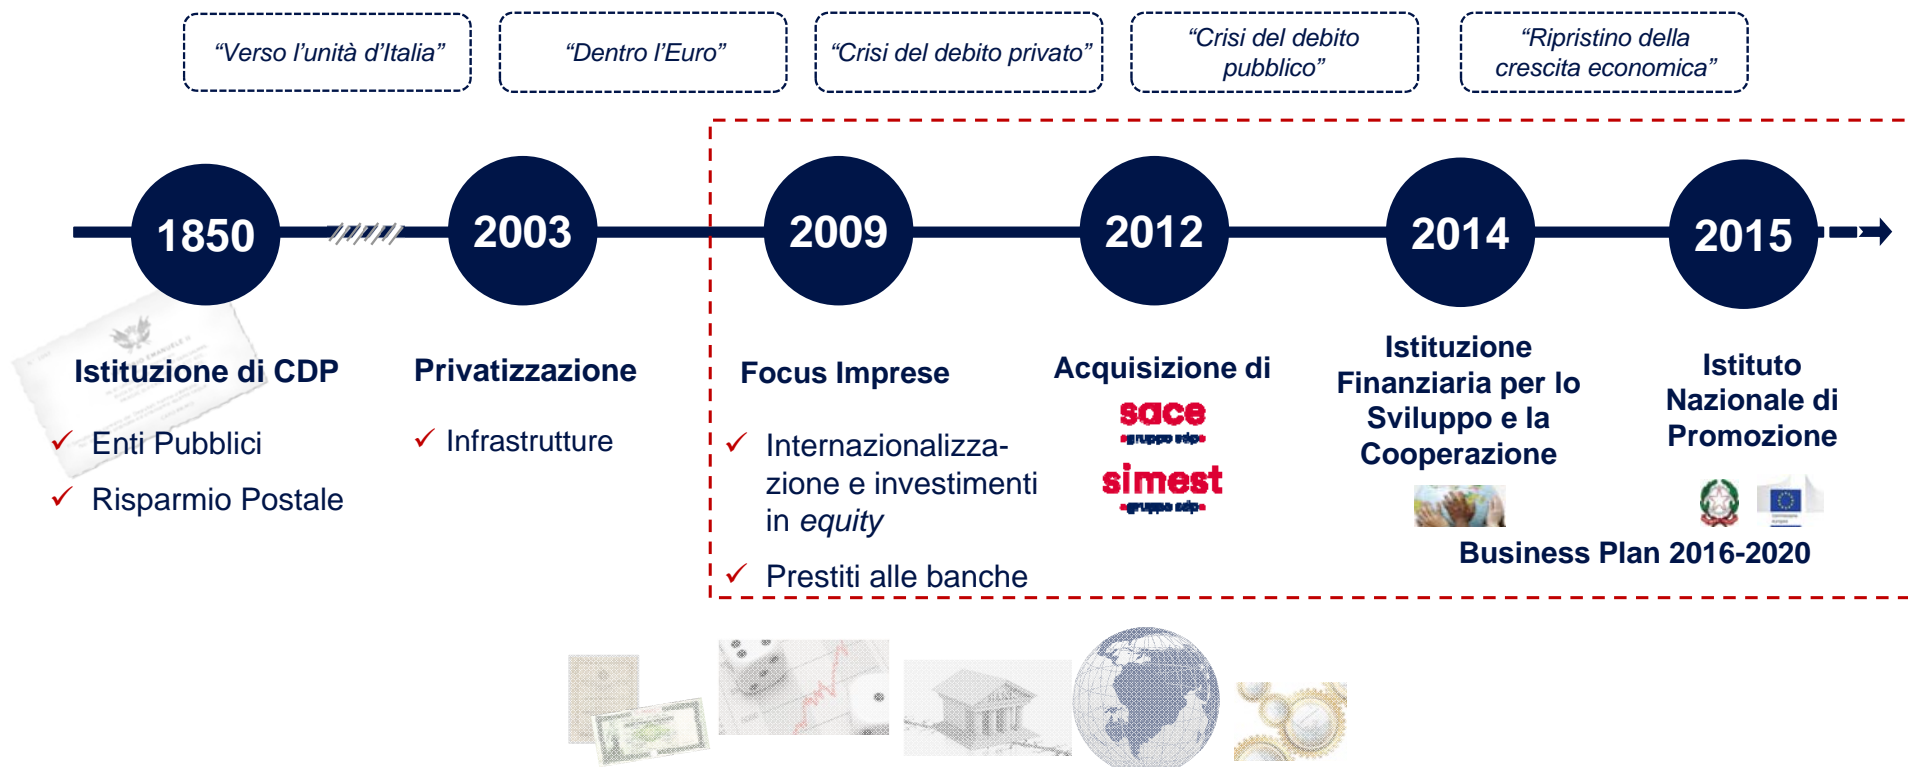 “Verso l’unità d’Italia”
“Dentro l’Euro”
“Crisi del debito privato”
“Crisi del debito
pubblico”
“Ripristino della
crescita economica”
1850
2003
2009
2012
2014
2015
Istituzione di CDP
Enti Pubblici
Risparmio Postale
Privatizzazione
Infrastrutture
Focus Imprese
Internazionalizza-
zione e investimenti
in equity
Prestiti alle banche
Acquisizione di
sace
simest
Istituzione
Finanziaria per lo
Sviluppo e la
Cooperazione
Istituto
Nazionale di
Promozione
Business Plan 2016-2020